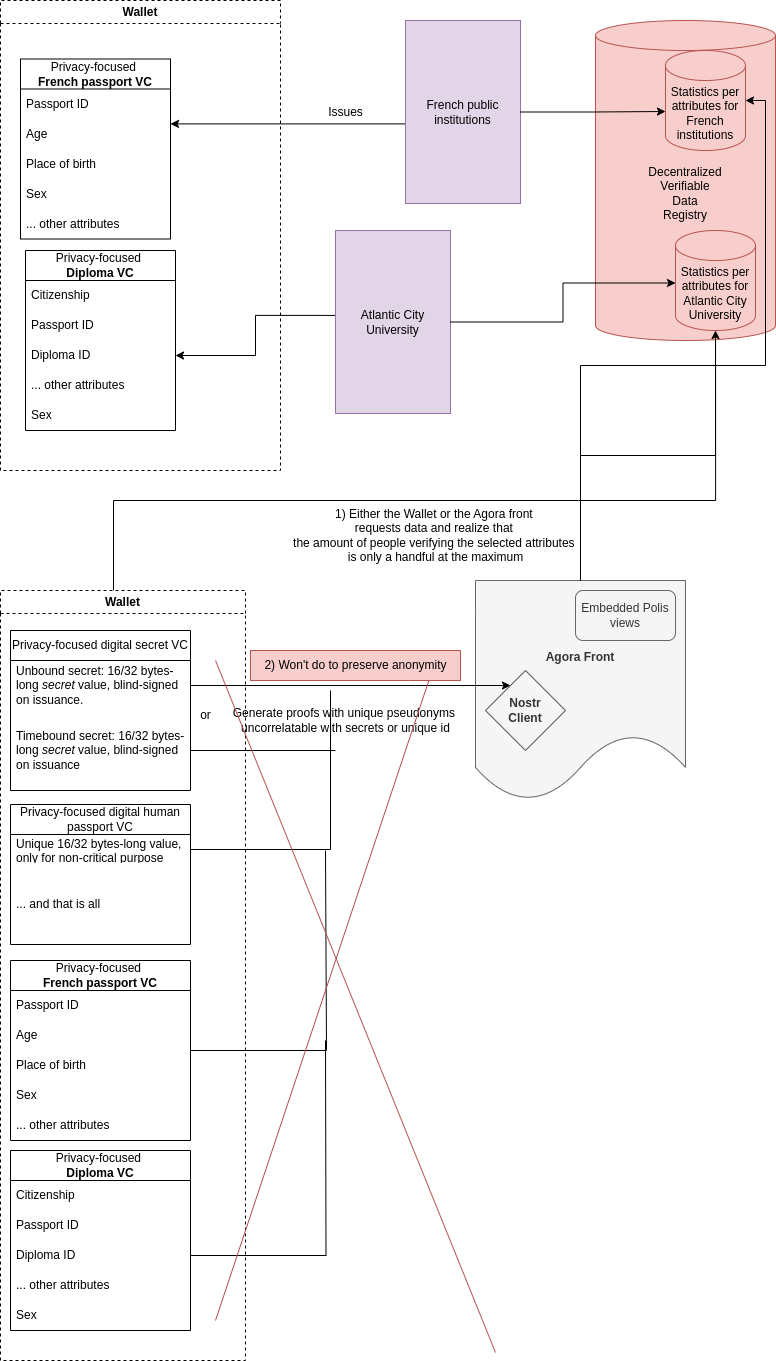 Wallet
Privacy-focused
French passport VC
Passport ID
Age
Place of birth
Sex
... other attributes
Privacy-focused
Diploma VC
Citizenship
Passport ID
Diploma ID
... other attributes
Sex
Issues
French public
institutions
Atlantic City
University
Statistics per
attributes for
French
institutions
Decentralized
Verifiable
Data
Registry
Statistics per
attributes for
Atlantic City
University
1) Either the Wallet or the Agora front
requests data and realize that
the amount of people verifying the selected attributes
is only a handful at the maximum
Wallet
Privacy-focused digital secret VC
Unbound secret: 16/32 bytes-
long secret value, blind-signed
on issuance.
Timebound secret: 16/32 bytes-
long secret value, blind-signed
on issuance
or
2) Won't do to preserve anonymity
Generate proofs with unique pseudonyms
uncorrelatable with secrets or unique id
Embedded Polis
views
Agora Front
Nostr
Client
Privacy-focused digital human
passport VC
Unique 16/32 bytes-long value,
only for non-critical purpose
... and that is all
Privacy-focused
French passport VC
Passport ID
Age
Place of birth
Sex
... other attributes
Privacy-focused
Diploma VC
Citizenship
Passport ID
Diploma ID
... other attributes
Sex